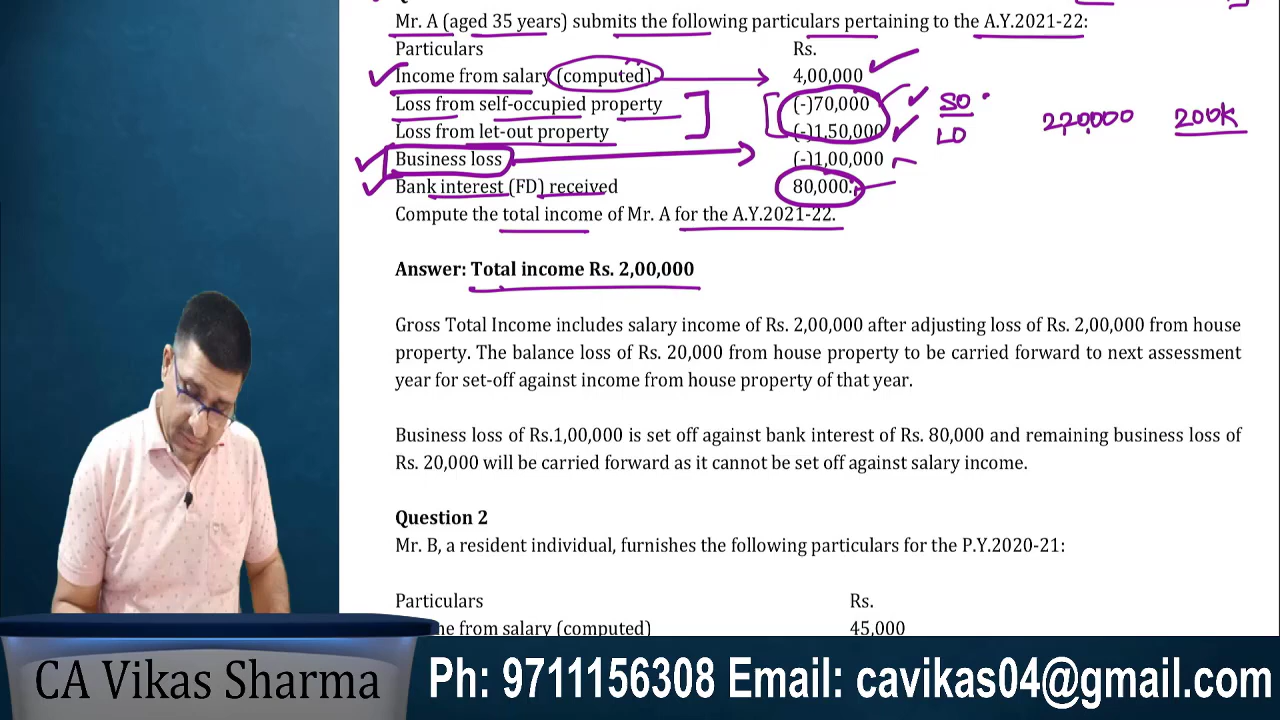 Mr. A (aged 35 years) submits the following particulars pertaining to the A.Y.2021-22:
Particulars Rs.
Income from salary (computed) 4,00,000
Loss from self-occupied property (-)70,000 SO
220,000 200k
Loss from let-out property (-)1,50,000 LO
Business loss (-)1,00,000
Bank interest (FD) received 80,000.
Compute the total income of Mr. A for the A.Y.2021-22.
Answer: Total income Rs. 2,00,000
Gross Total Income includes salary income of Rs. 2,00,000 after adjusting loss of Rs. 2,00,000 from house
property. The balance loss of Rs. 20,000 from house property to be carried forward to next assessment
year for set-off against income from house property of that year.
Business loss of Rs.1,00,000 is set off against bank interest of Rs. 80,000 and remaining business loss of
Rs. 20,000 will be carried forward as it cannot be set off against salary income.
Question 2
Mr. B, a resident individual, furnishes the following particulars for the P.Y.2020-21:
Particulars Rs.
me from salary (computed) 45,000
CA Vikas Sharma
Ph: 9711156308 Email: cavikas04@gmail.com